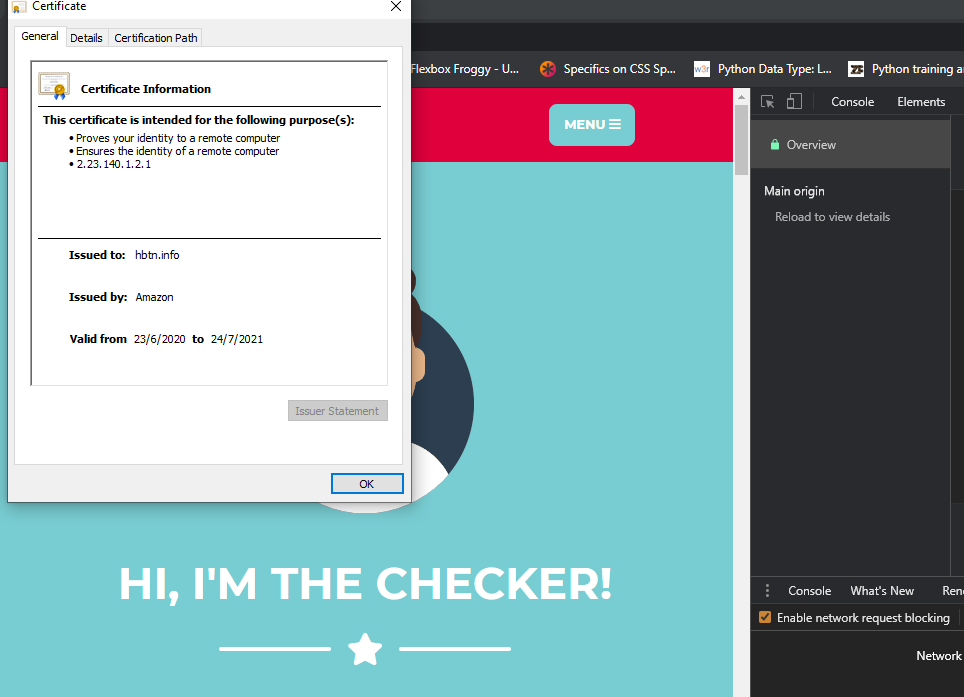 Certificate
General Details Certification Path
Certificate Information
This certificate is intended for the following purpose(s):
• Proves your identity to a remote computer
• Ensures the identity of a remote computer
• 2.23.140.1.2.1
Issued to: hbtn.info
Issued by: Amazon
Valid from 23/6/2020 to 24/7/2021
Issuer Statement
OK
Flexbox Froggy - U... Specifics on CSS Sp... w3r Python Data Type: L... ZF Python training a
MENU
HI, I'M THE CHECKER!
Console Elements
Overview
Main origin
Reload to view details
Console What's New Ren
Enable network request blocking
Network